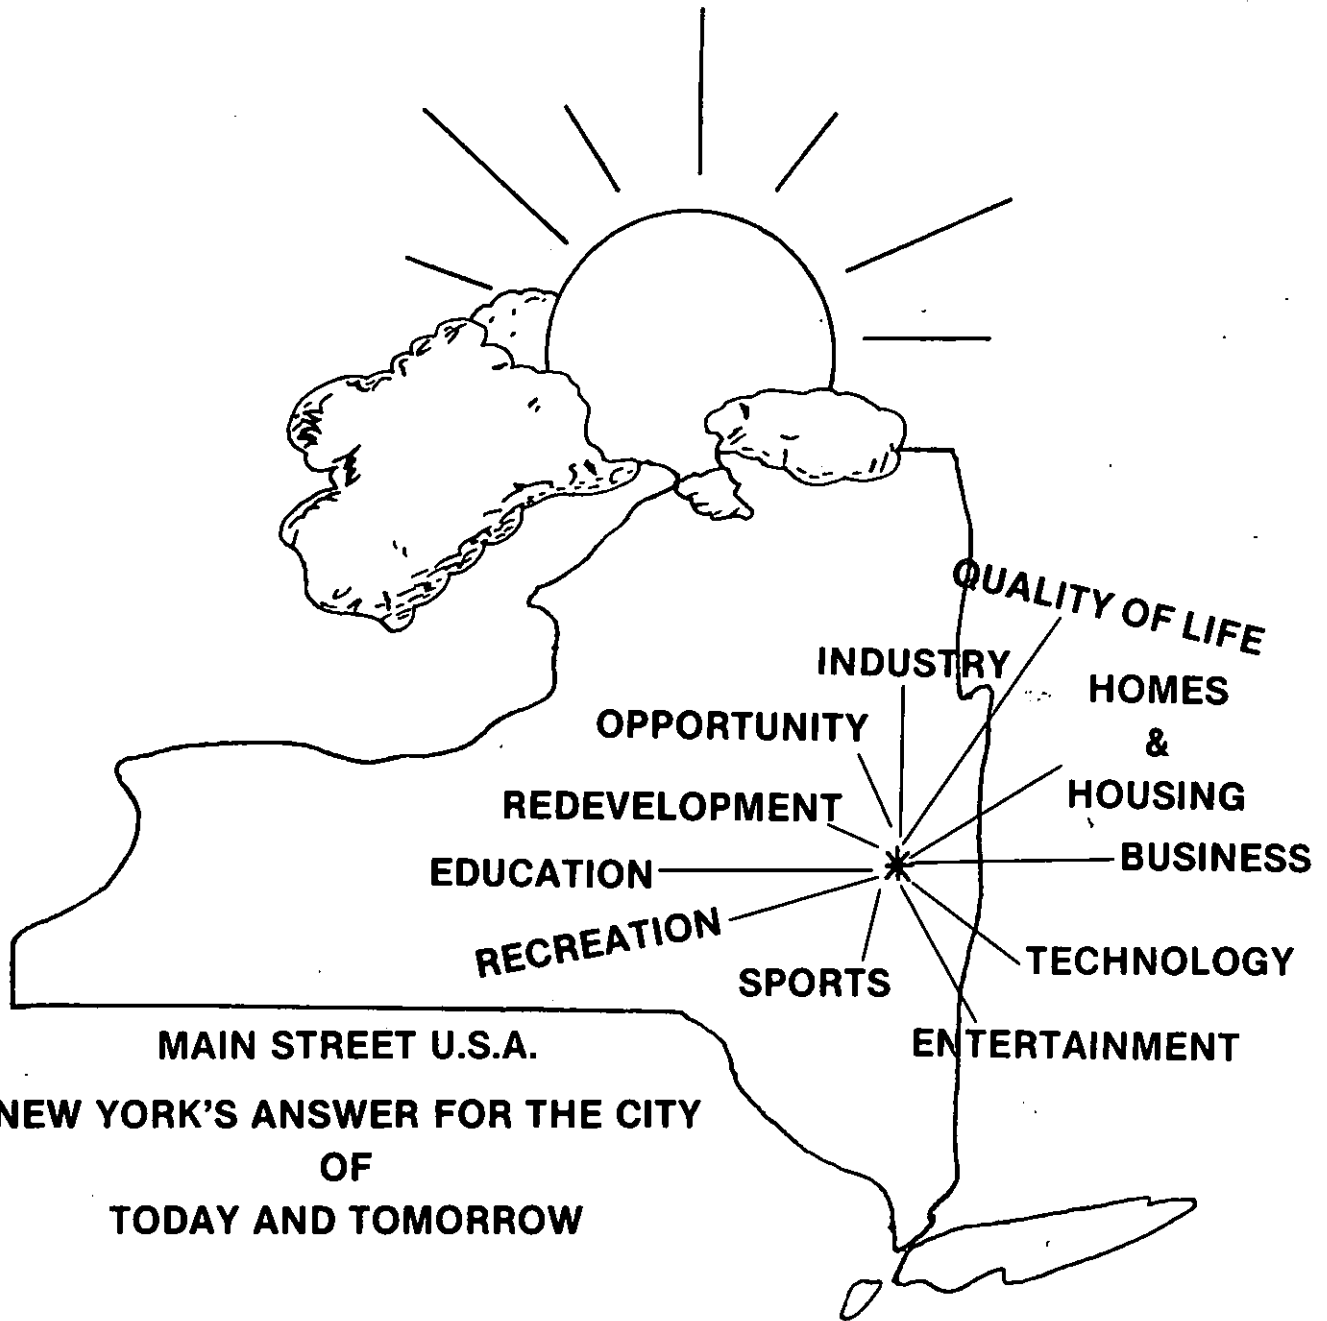 QUALITY OF LIFE
INDUSTRY
HOMES
&
HOUSING
OPPORTUNITY
REDEVELOPMENT
BUSINESS
EDUCATION
RECREATION
TECHNOLOGY
SPORTS
ENTERTAINMENT
MAIN STREET U.S.A.
NEW YORK'S ANSWER FOR THE CITY
OF
TODAY AND TOMORROW